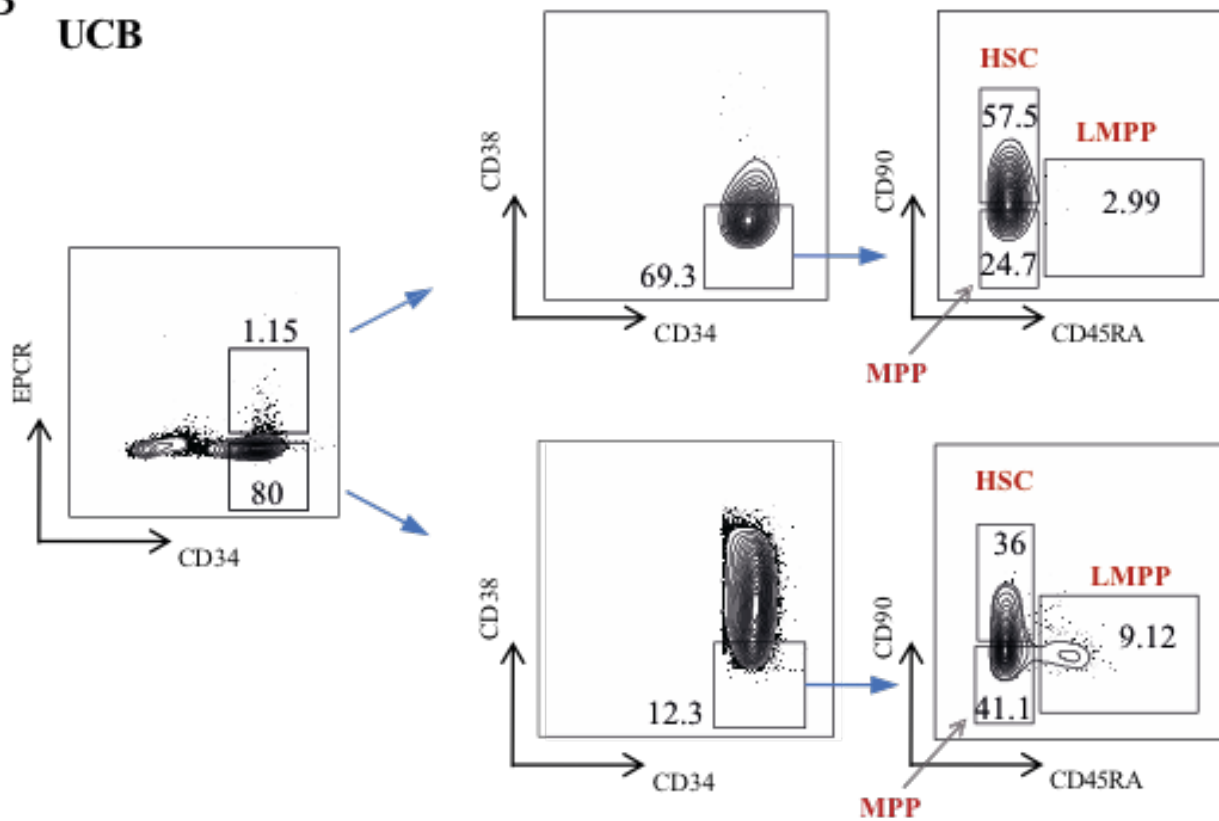 UCB
EPCR
1.15
80
CD34
CD38
69.3
CD34
HSC
57.5
LMPP
2.99
CD90
24.7
MPP
CD45RA
CD38
12.3
CD34
HSC
36
LMPP
9.12
CD90
41.1
MPP
CD45RA